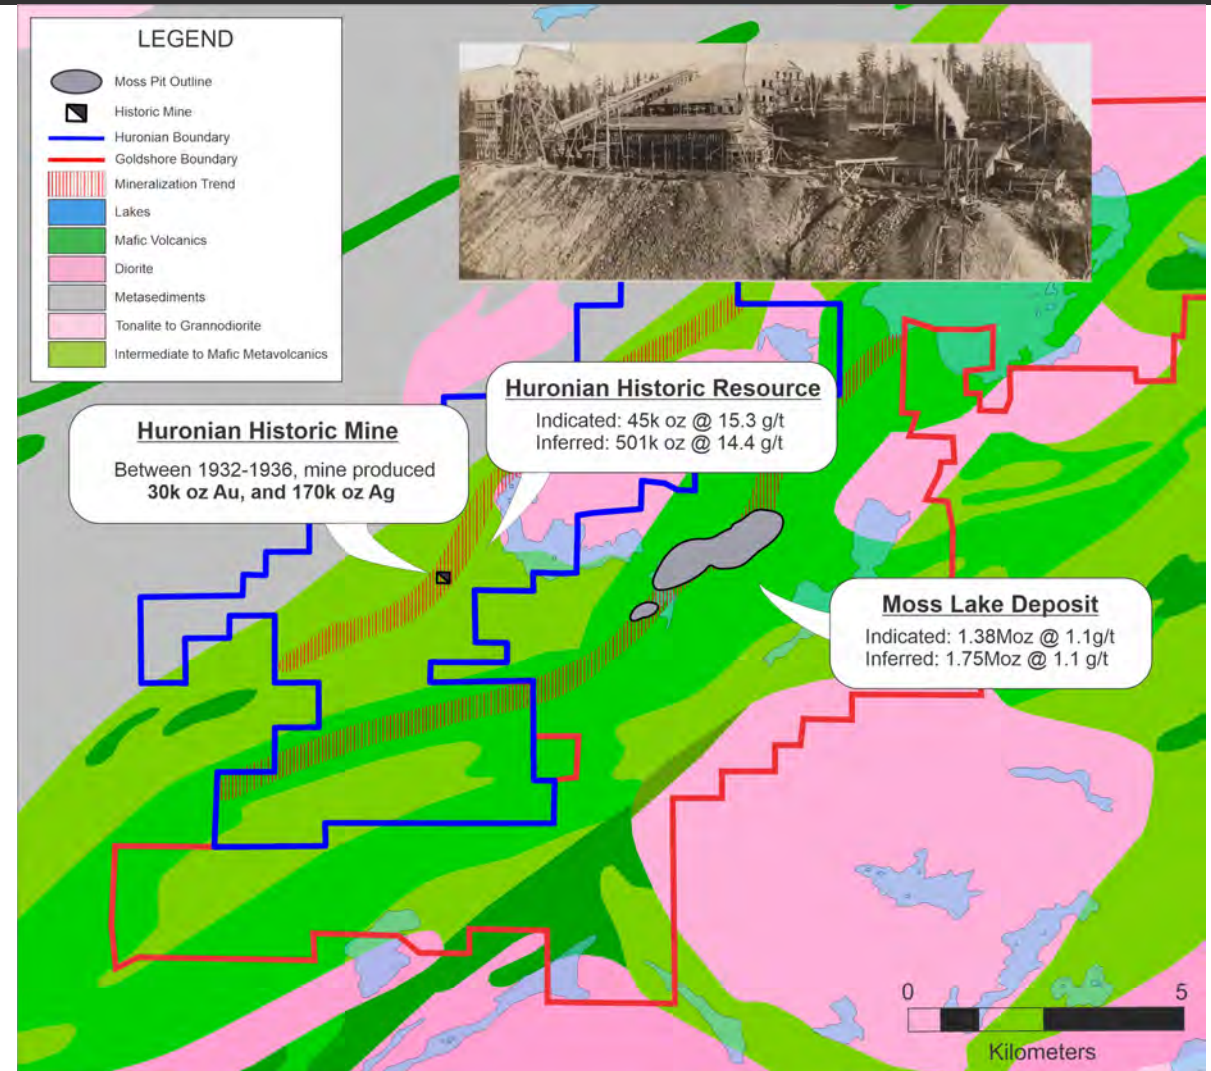 LEGEND
Moss Pit Outline
Historic Mine
Huronian Boundary
Goldshore Boundary
Mineralization Trend
Lakes
Mafic Volcanics
Diorite
Metasediments
Tonalite to Grannodiorite
Intermediate to Mafic Metavolcanics
Huronian Historic Resource
Indicated: 45k oz @ 15.3 g/t
Inferred: 501k oz @ 14.4 g/t
Huronian Historic Mine
Between 1932-1936, mine produced
30k oz Au, and 170k oz Ag
Moss Lake Deposit
Indicated: 1.38Moz @ 1.1g/t
Inferred: 1.75Moz @ 1.1 g/t
0 5
Kilometers